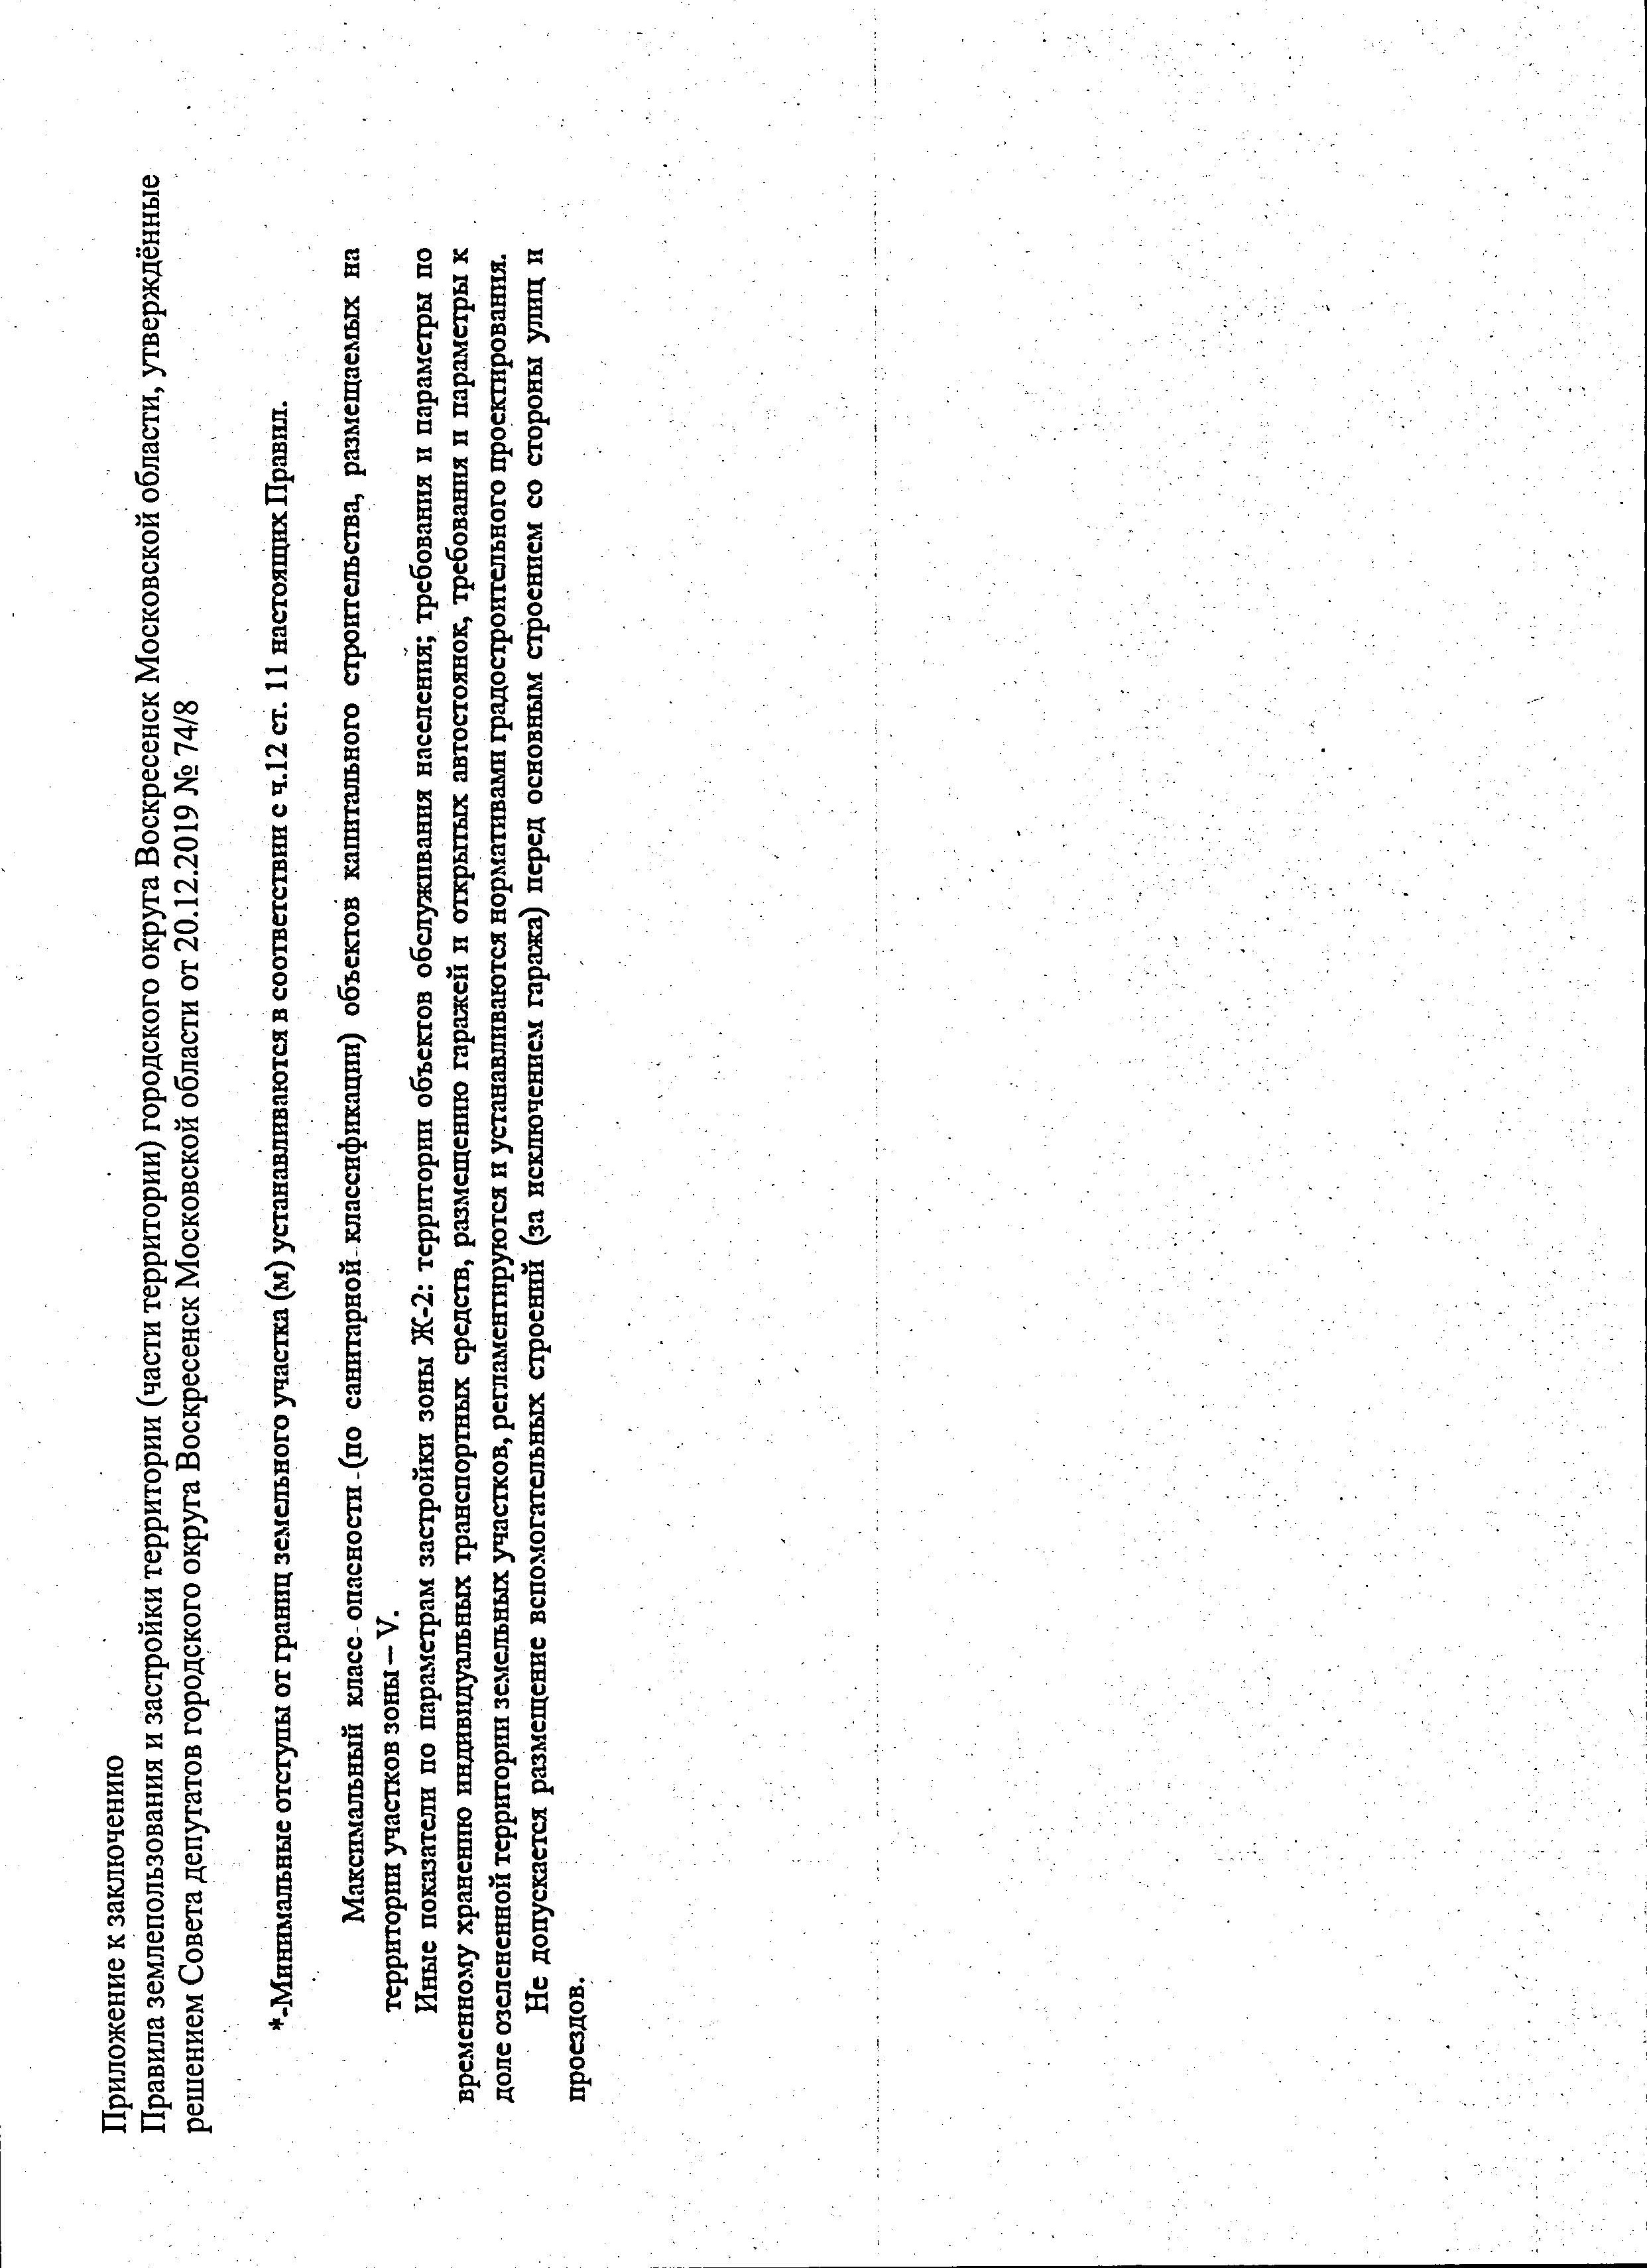 Приложение к заключению
Правила землепользования и застройки территории (части территории) городского округа Воскресенск Московской области, утверждённые
решением Совета депутатов городского округа Воскресенск Московской области от 20.12.2019 № 74/8
*-Минимальные отступы от границ земельного участка (м) устанавливаются в соответствии с ч.12 ст. 11 настоящих Правил.
Максимальный класс опасности (по санитарной классификации) объектов капитального строительства, размещаемых на
территории участков зоны – V.
Иные показатели по параметрам застройки зоны Ж-2: территории объектов обслуживания населения; требования и параметры по
временному хранению индивидуальных транспортных средств, размещению гаражей и открытых автостоянок, требования и параметры к
доле озелененной территории земельных участков, регламентируются и устанавливаются нормативами градостроительного проектирования.
Не допускается размещение вспомогательных строений (за исключением гаража) перед основным строением со стороны улиц и
проездов.